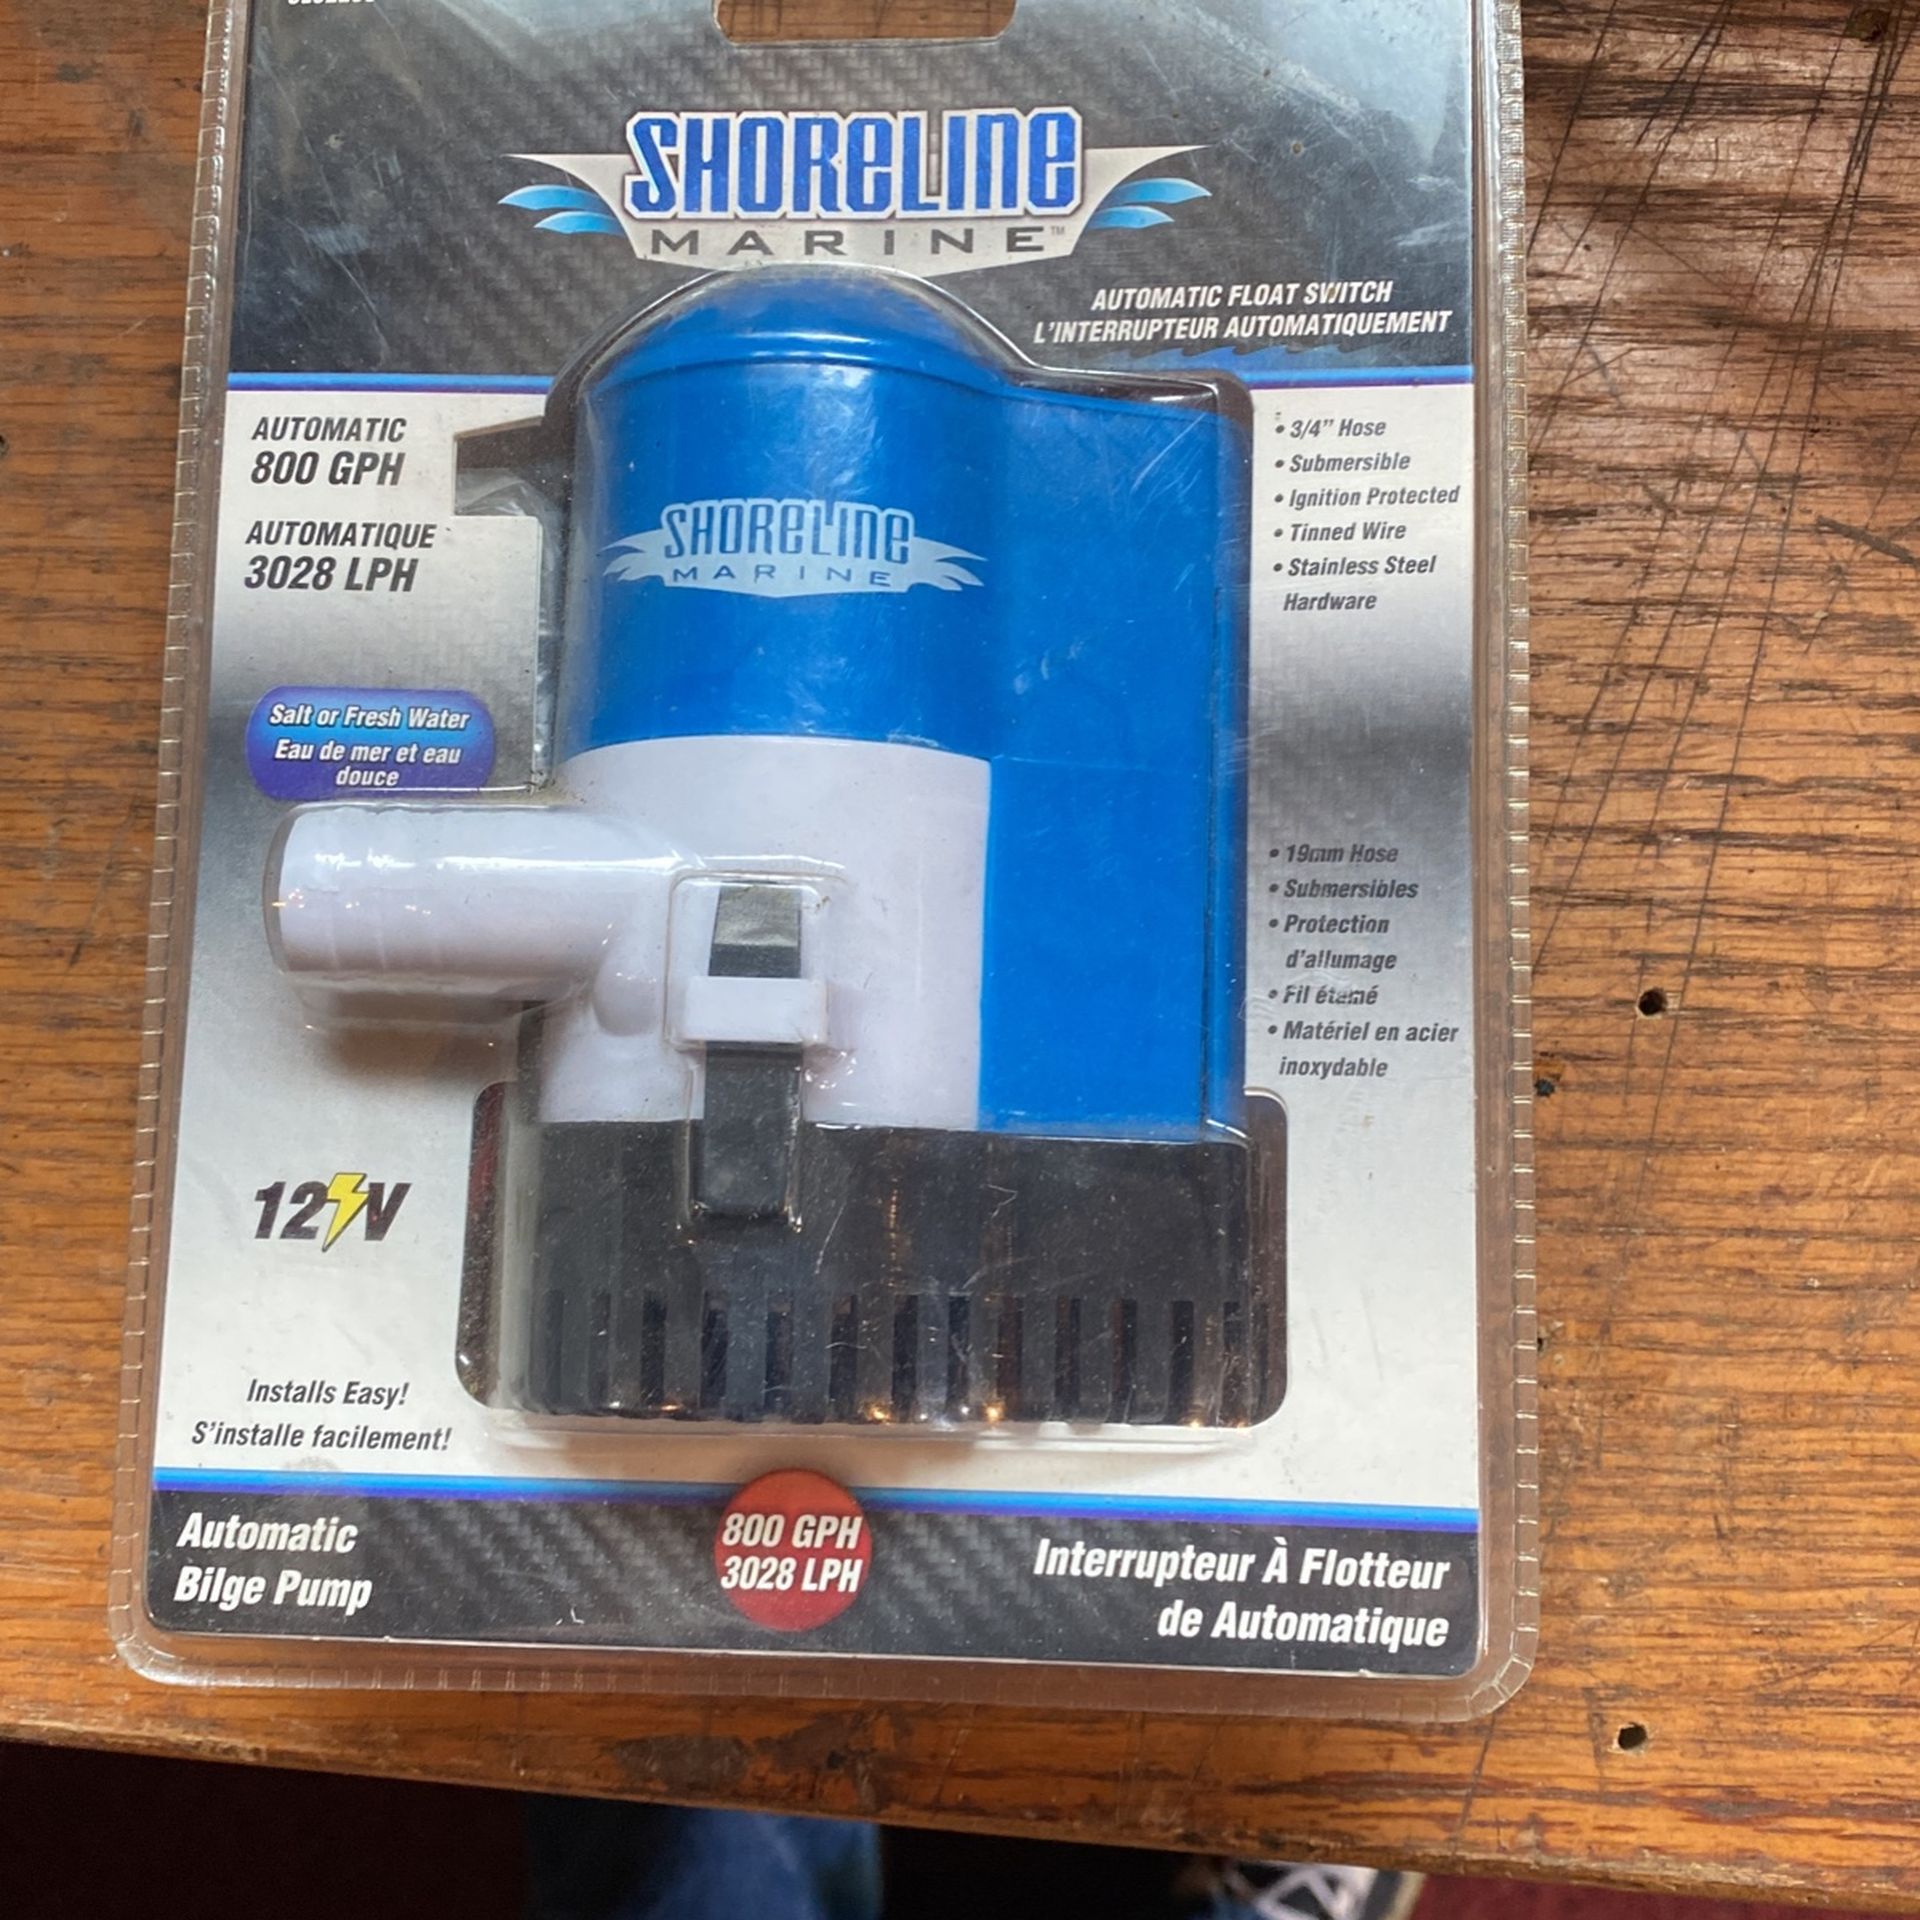 SHORELINE
MARINE™
AUTOMATIC FLOAT SWITCH
L'INTERRUPTEUR AUTOMATIQUEMENT
AUTOMATIC
800 GPH
AUTOMATIQUE
3028 LPH
Salt or Fresh Water
Eau de mer et eau
douce
SHORELINE
MARINE
• 3/4" Hose
• Submersible
• Ignition Protected
• Tinned Wire
• Stainless Steel
Hardware
• 19mm Hose
• Submersibles
• Protection
d'allumage
• Fil étamé
• Matériel en acier
inoxydable
12V
Installs Easy!
S'installe facilement!
Automatic
Bilge Pump
800 GPH
3028 LPH
Interrupteur À Flotteur
de Automatique